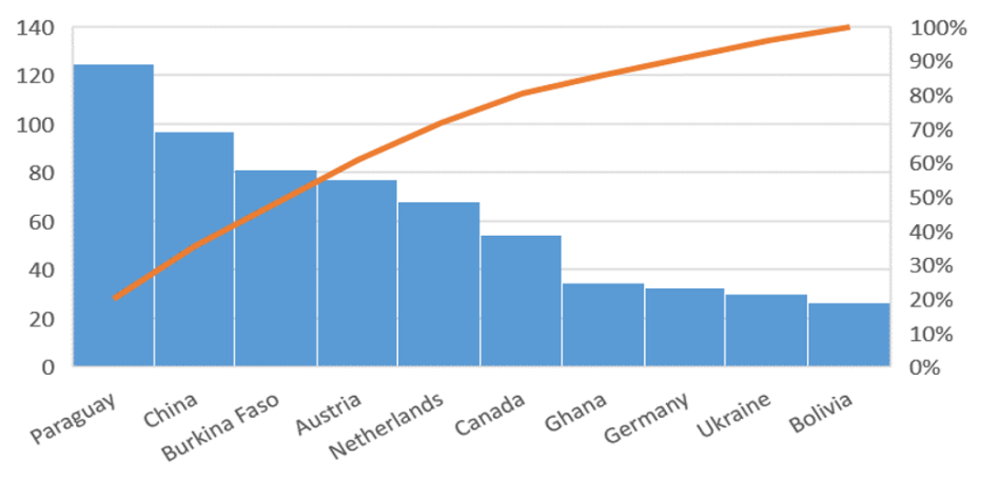 140
120
100
80
60
40
20
0
100%
90%
80%
70%
60%
50%
40%
30%
20%
10%
0%
Paraguay
China
Burkina Faso
Austria
Netherlands
Canada
Ghana
Germany
Ukraine
Bolivia